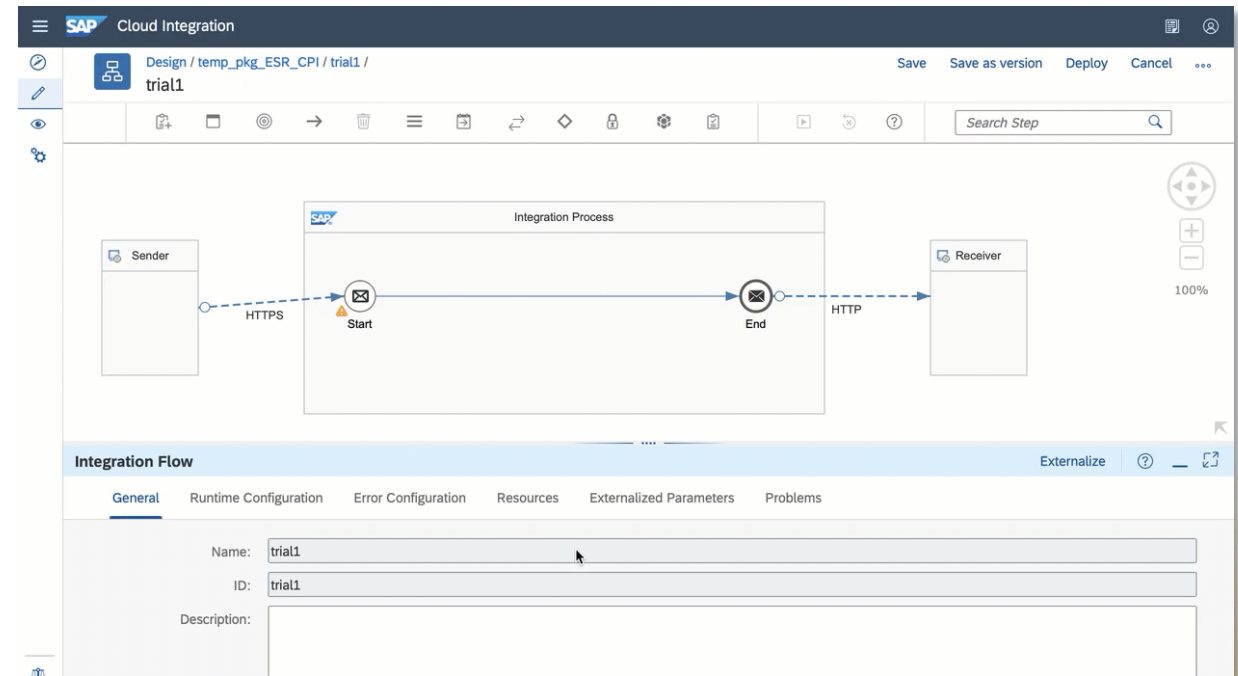 SAP Cloud Integration
Design / temp_pkg_ESR_CPI / trial1 /
trial1
Save Save as version Deploy Cancel
Search Step
SAP Integration Process
Sender
Receiver
HTTPS
Start
End
HTTP
100%
Integration Flow
Externalize
General Runtime Configuration Error Configuration Resources Externalized Parameters Problems
Name: trial1
ID: trial1
Description: